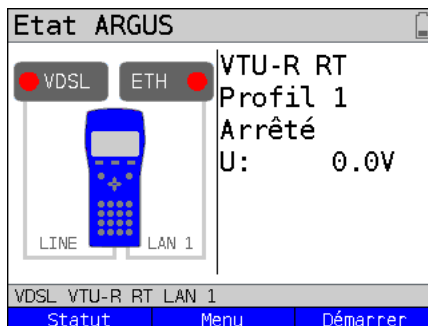 Etat ARGUS
VDSL ETH
LINE LAN 1
VTU-R RT
Profil 1
Arrêté
U: 0.0V
VDSL VTU-R RT LAN 1
Statut Menu Démarrer